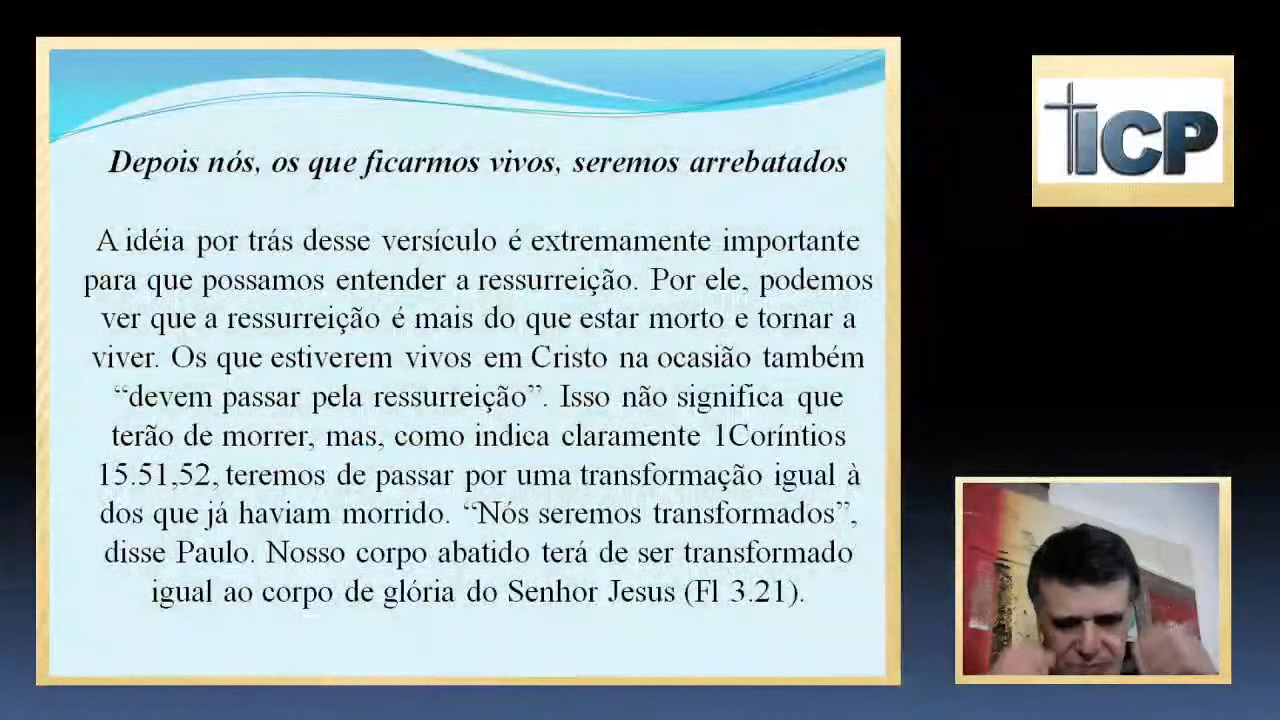 Depois nós, os que ficarmos vivos, seremos arrebatados
A idéia por trás desse versículo é extremamente importante
para que possamos entender a ressurreição. Por ele, podemos
ver que a ressurreição é mais do que estar morto e tornar a
viver. Os que estiverem vivos em Cristo na ocasião também
“devem passar pela ressurreição”. Isso não significa que
terão de morrer, mas, como indica claramente 1Coríntios
15.51,52, teremos de passar por uma transformação igual à
dos que já haviam morrido. “Nós seremos transformados”,
disse Paulo. Nosso corpo abatido terá de ser transformado
igual ao corpo de glória do Senhor Jesus (Fl 3.21).
ICP